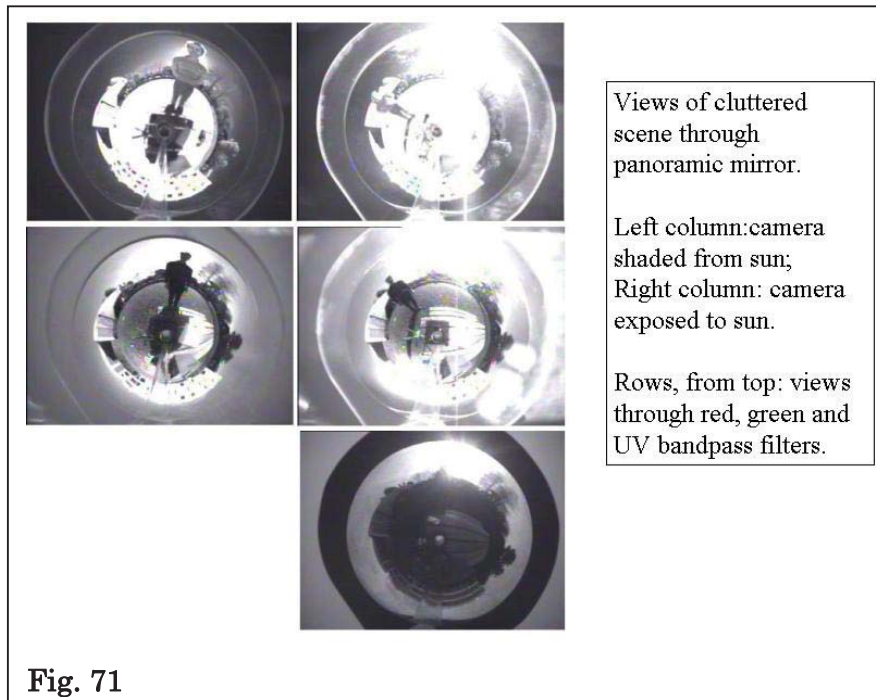 Views of cluttered
scene through
panoramic mirror.
Left column:camera
shaded from sun;
Right column: camera
exposed to sun.
Rows, from top: views
through red, green and
UV bandpass filters.
Fig. 71